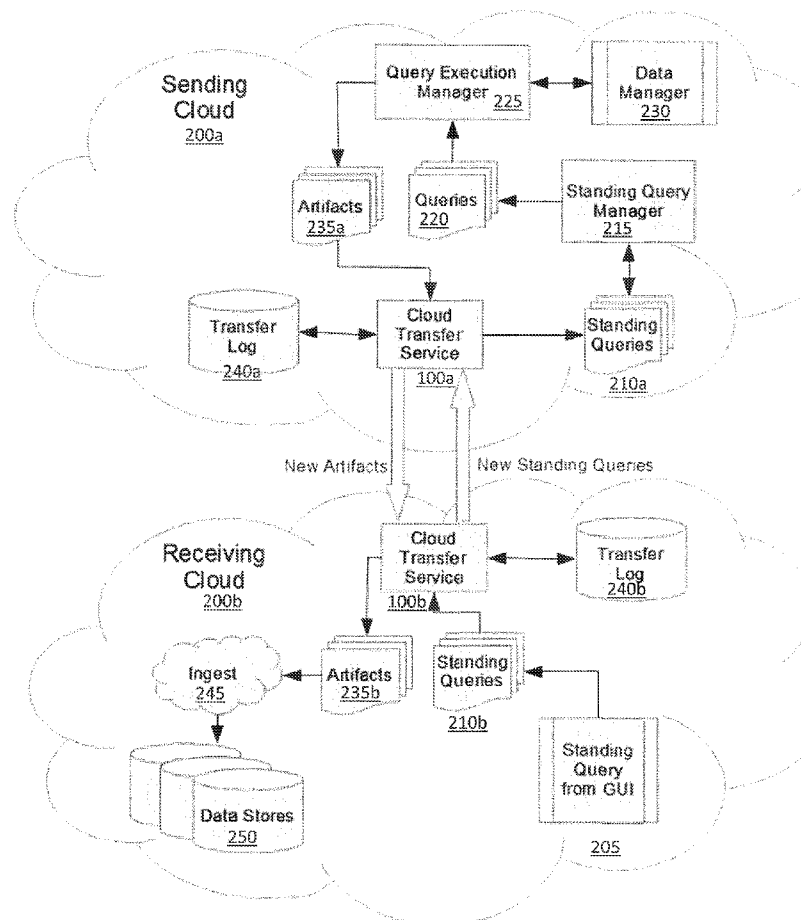 Sending
Cloud
200a
Query Execution
Manager
225
Data
Manager
230
Artifacts
235a
Queries
220
Standing Query
Manager
215
Transfer
Log
240a
Cloud
Transfer
Service
100a
Standing
Queries
210a
New Artifacts
New Standing Queries
Receiving
Cloud
200b
Cloud
Transfer
Service
100b
Transfer
Log
240b
Ingest
245
Artifacts
235b
Standing
Queries
210b
Standing
Query
from GUI
205
Data Stores
250